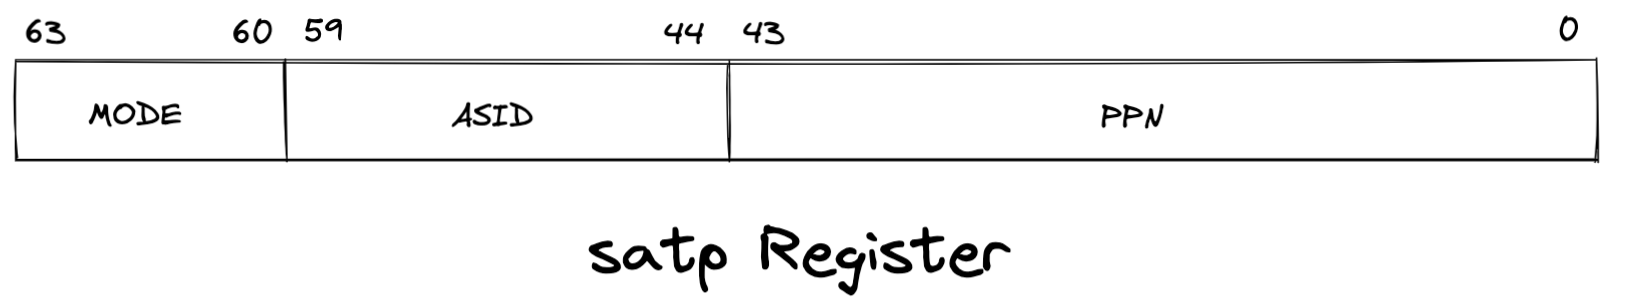 63 60 59 44 43 0
MODE ASID PPN
satp Register